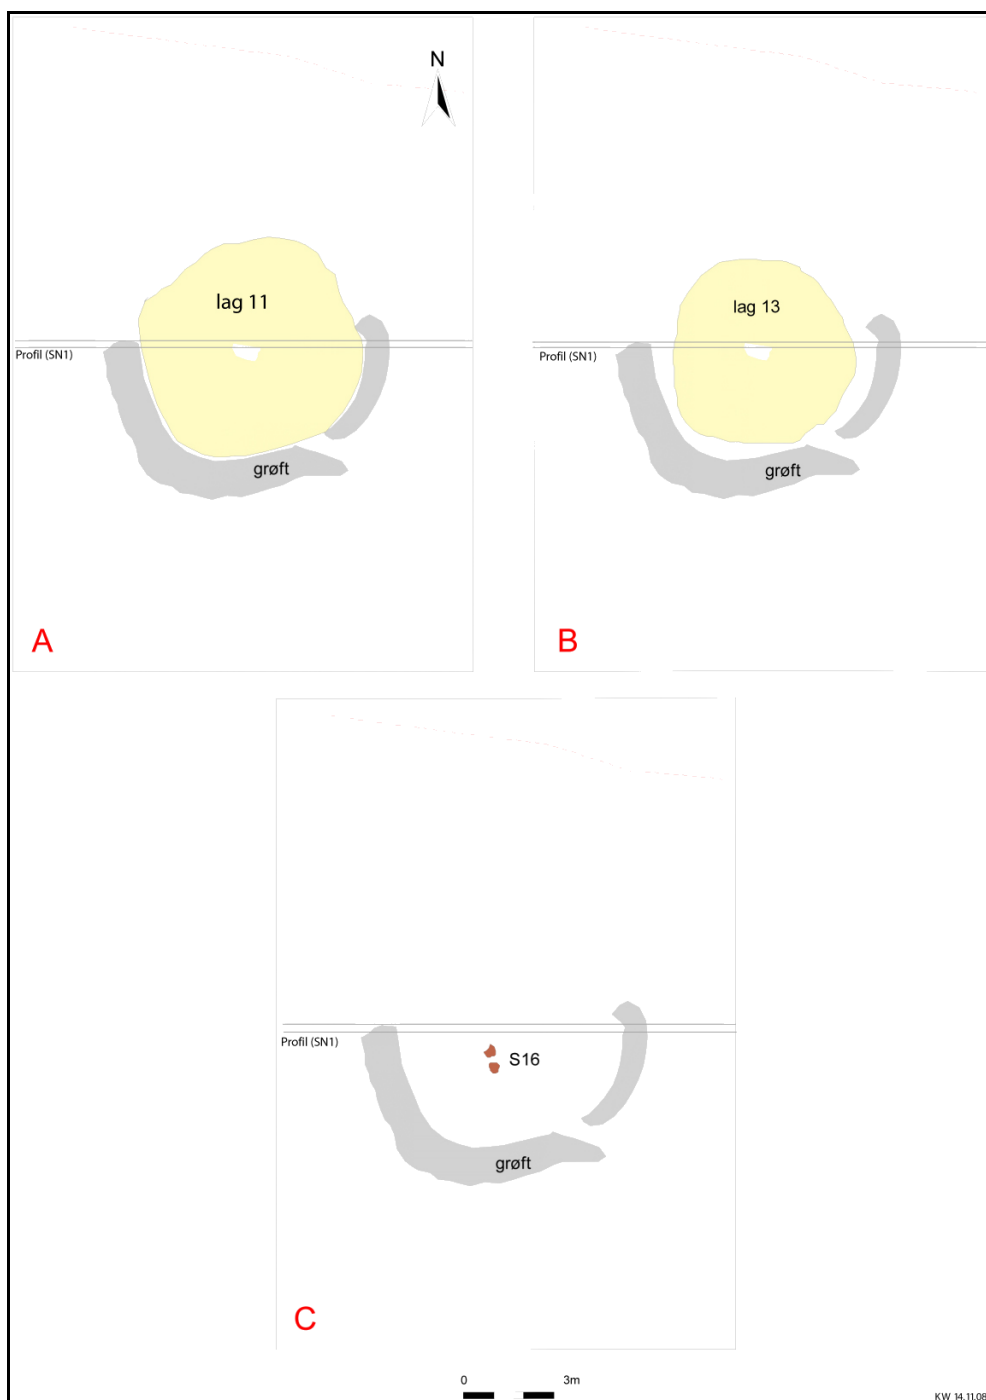 N
lag 11
Profil (SN1)
grøft
A
lag 13
Profil (SN1)
grøft
B
Profil (SN1)
S16
grøft
C
0 3m
KW 14.11.08